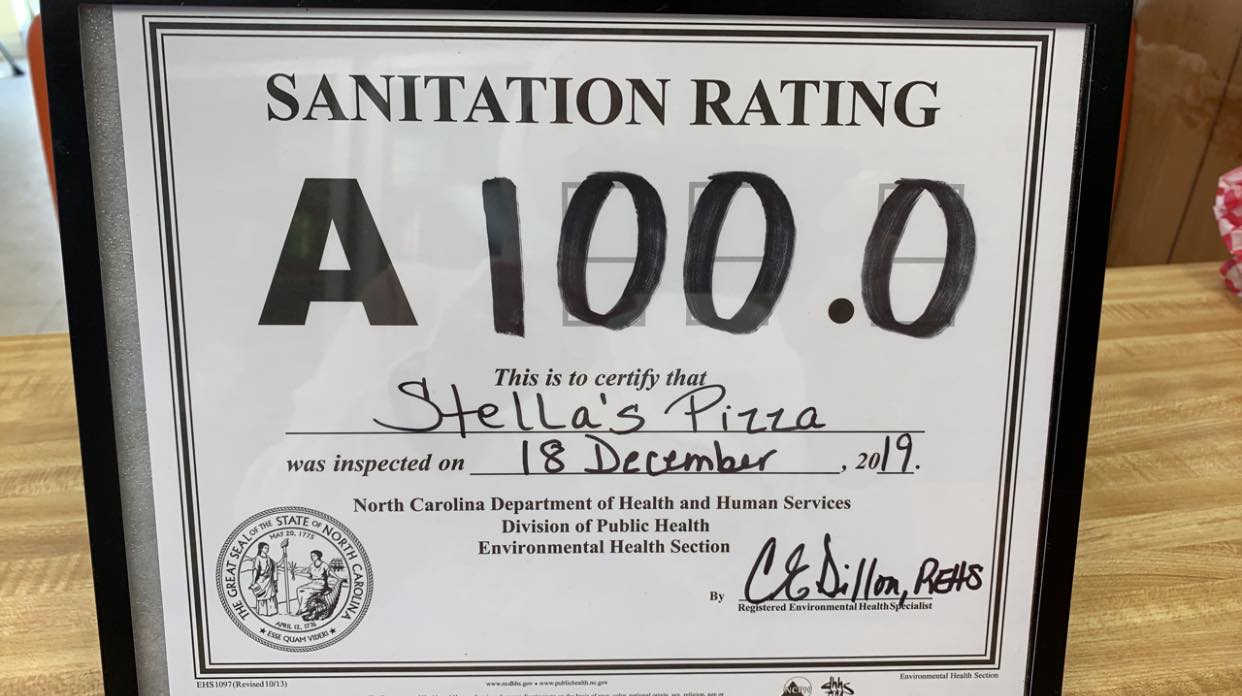 SANITATION RATING
A 100.0
This is to certify that
Stella's Pizza
was inspected on 18 December, 2019.
North Carolina Department of Health and Human Services
Division of Public Health
Environmental Health Section
THE GREAT SEAL OF THE STATE OF NORTH CAROLINA
MAY 20, 1775
APRIL 12, 1776
★ ESSE QUAM VIDERI ★
By CE Dillon, REHS
Registered Environmental Health Specialist
EHS 1097 (Revised 10/13)
www.ncdhhs.gov • www.publichealth.nc.gov
Environmental Health Section
dhhs